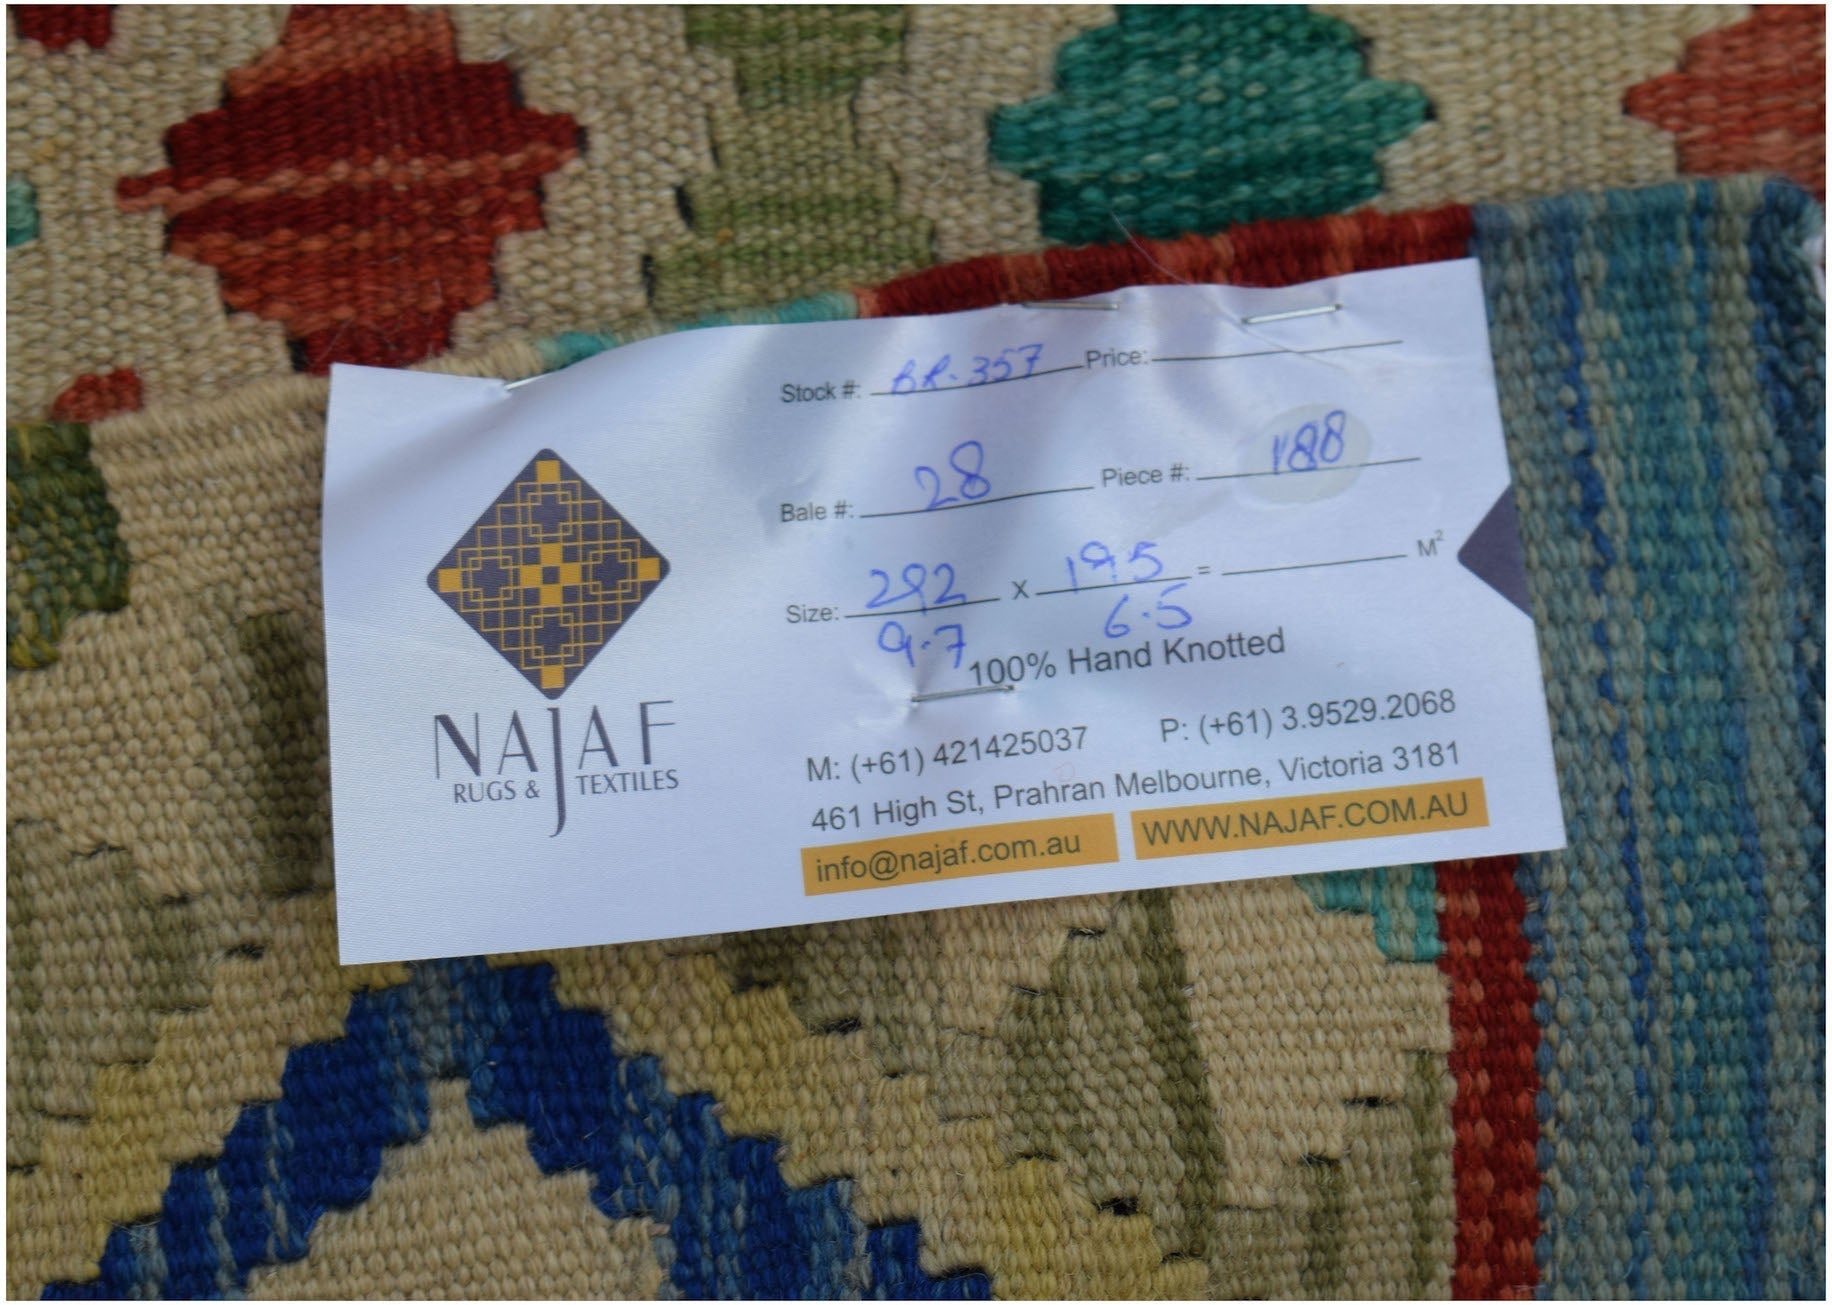 Stock #: BR-357 Price:
Bale #: 28 Piece #: 188
Size: 292 X 195 = M²
9.7 6.5
100% Hand Knotted
NAJAF
RUGS & TEXTILES
M: (+61) 421425037 P: (+61) 3.9529.2068
461 High St, Prahran Melbourne, Victoria 3181
info@najaf.com.au WWW.NAJAF.COM.AU